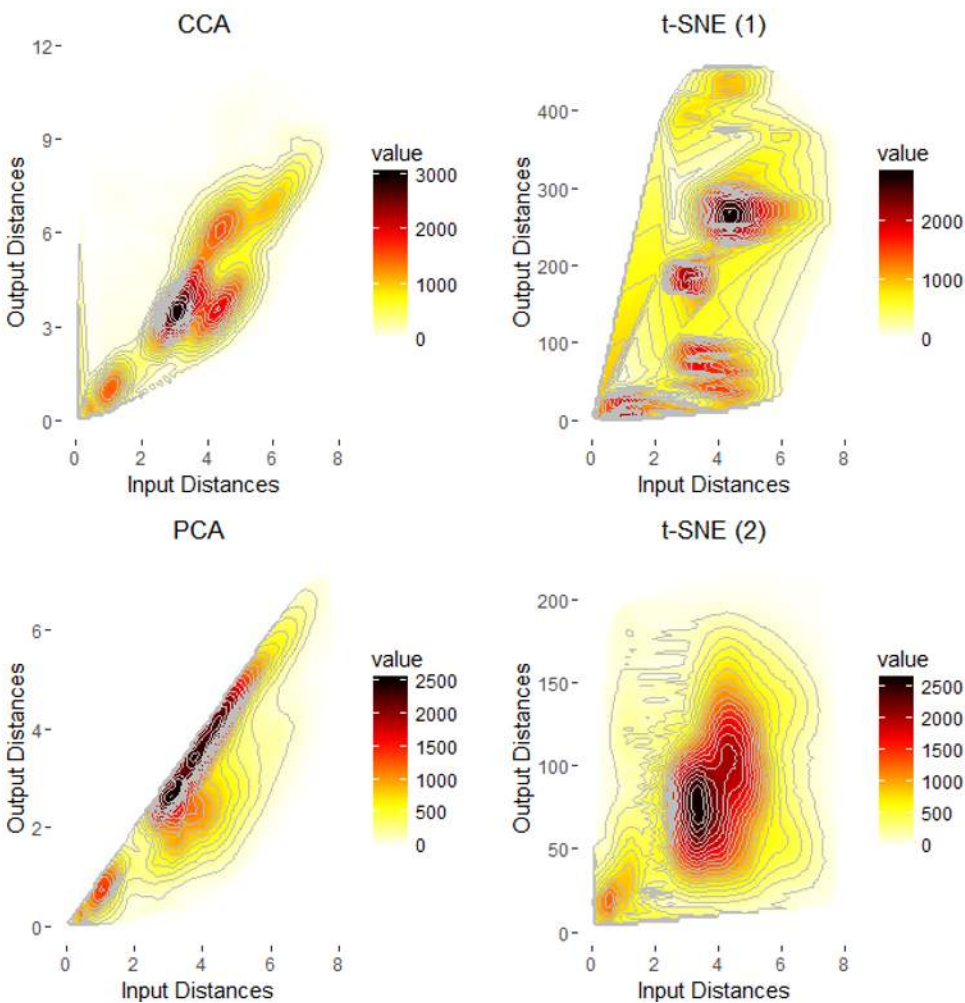 CCA
12
9
6
3
0
Output Distances
0 2 4 6 8
Input Distances
value
3000
2000
1000
0
t-SNE (1)
400
300
200
100
0
Output Distances
0 2 4 6 8
Input Distances
value
2000
1000
0
PCA
6
4
2
0
Output Distances
0 2 4 6 8
Input Distances
value
2500
2000
1500
1000
500
0
t-SNE (2)
200
150
100
50
0
Output Distances
0 2 4 6 8
Input Distances
value
2500
2000
1500
1000
500
0